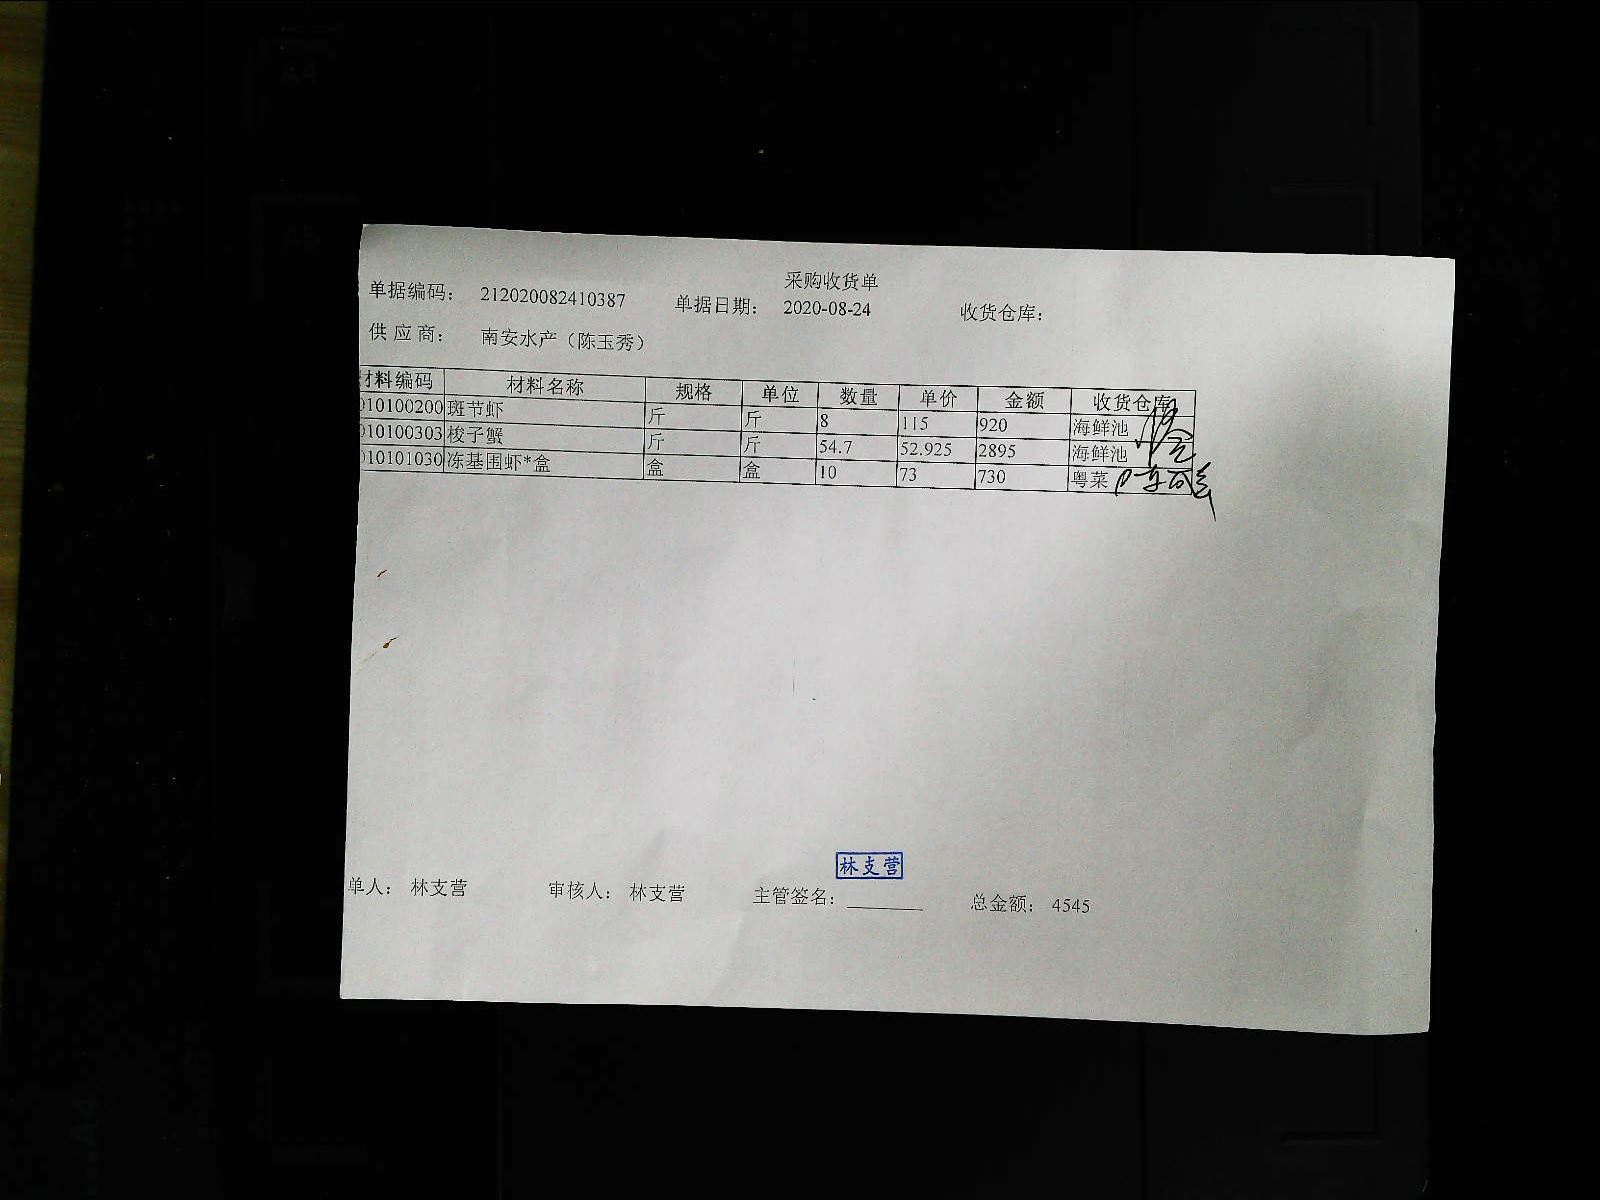 采购收货单
单据编码： 212020082410387 单据日期： 2020-08-24 收货仓库：
供 应 商： 南安水产（陈玉秀）
材料编码 材料名称 规格 单位 数量 单价 金额 收货仓库
010100200 斑节虾 斤 斤 8 115 920 海鲜池
010100303 梭子蟹 斤 斤 54.7 52.925 2895 海鲜池
010101030 冻基围虾*盒 盒 盒 10 73 730 粤菜
林支营
单人： 林支营 审核人： 林支营 主管签名： 总金额： 4545